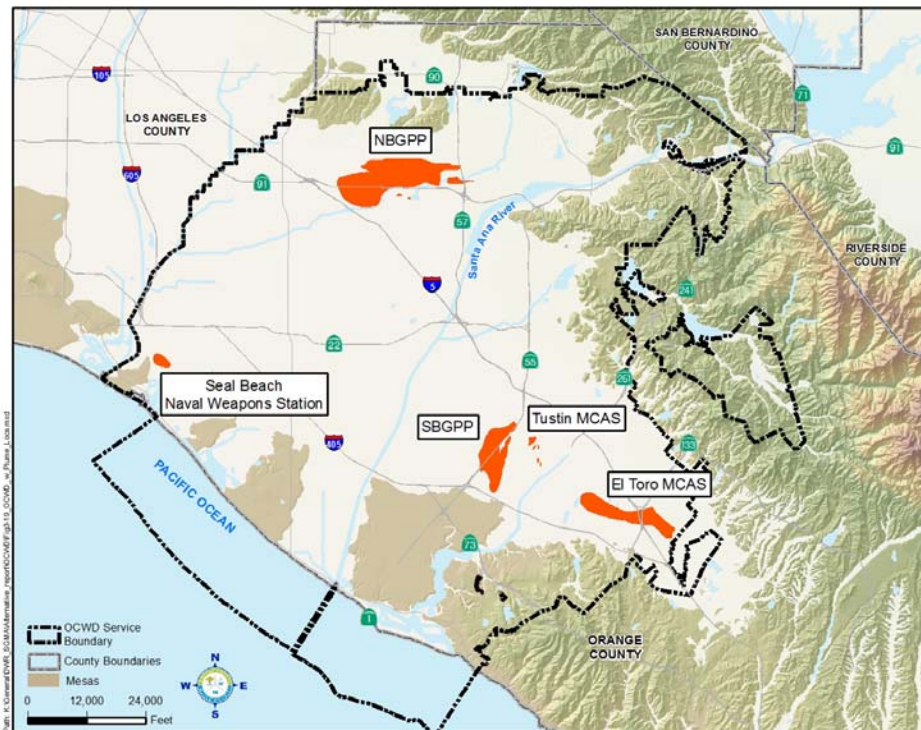 SAN BERNARDINO
COUNTY
105
90
71
LOS ANGELES
COUNTY
NBGPP
605
91
91
57
Santa Ana River
RIVERSIDE
COUNTY
5
241
22
55
261
Seal Beach
Naval Weapons Station
SBGPP
Tustin MCAS
405
133
El Toro MCAS
PACIFIC OCEAN
73
1
ORANGE
COUNTY
OCWD Service
Boundary
County Boundaries
Mesas
0 12,000 24,000
Feet
N
W E
S